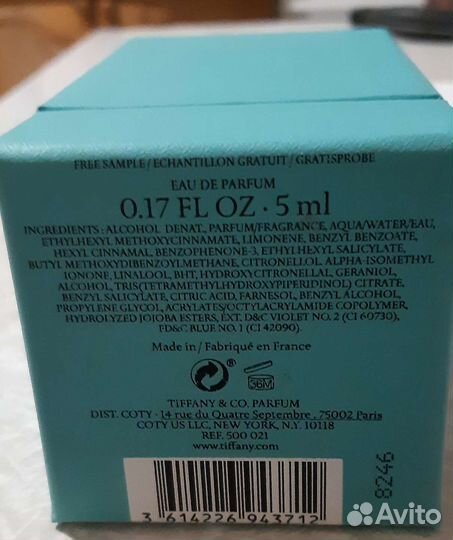 FREE SAMPLE / ECHANTILLON GRATUIT / GRATISPROBE
EAU DE PARFUM
0.17 FL OZ · 5 ml
INGREDIENTS : ALCOHOL DENAT., PARFUM/FRAGRANCE, AQUA/WATER/EAU,
ETHYLHEXYL METHOXYCINNAMATE, LIMONENE, BENZYL BENZOATE,
HEXYL CINNAMAL, BENZOPHENONE-3, ETHYLHEXYL SALICYLATE,
BUTYL METHOXYDIBENZOYLMETHANE, CITRONELLOL, ALPHA-ISOMETHYL
IONONE, LINALOOL, BHT, HYDROXYCITRONELLAL, GERANIOL,
ALCOHOL, TRIS(TETRAMETHYLHYDROXYPIPERIDINOL) CITRATE,
BENZYL SALICYLATE, CITRIC ACID, FARNESOL, BENZYL ALCOHOL,
PROPYLENE GLYCOL, ACRYLATES/OCTYLACRYLAMIDE COPOLYMER,
HYDROLYZED JOJOBA ESTERS, EXT. D&C VIOLET NO. 2 (CI 60730),
FD&C BLUE NO. 1 (CI 42090).
Made in / Fabriqué en France
36M
TIFFANY & CO. PARFUM
DIST. COTY · 14 rue du Quatre Septembre . 75002 Paris
COTY US LLC, NEW YORK, N.Y. 10118
REF. 500 021
www.tiffany.com
8246
3 614226 943712
Avito